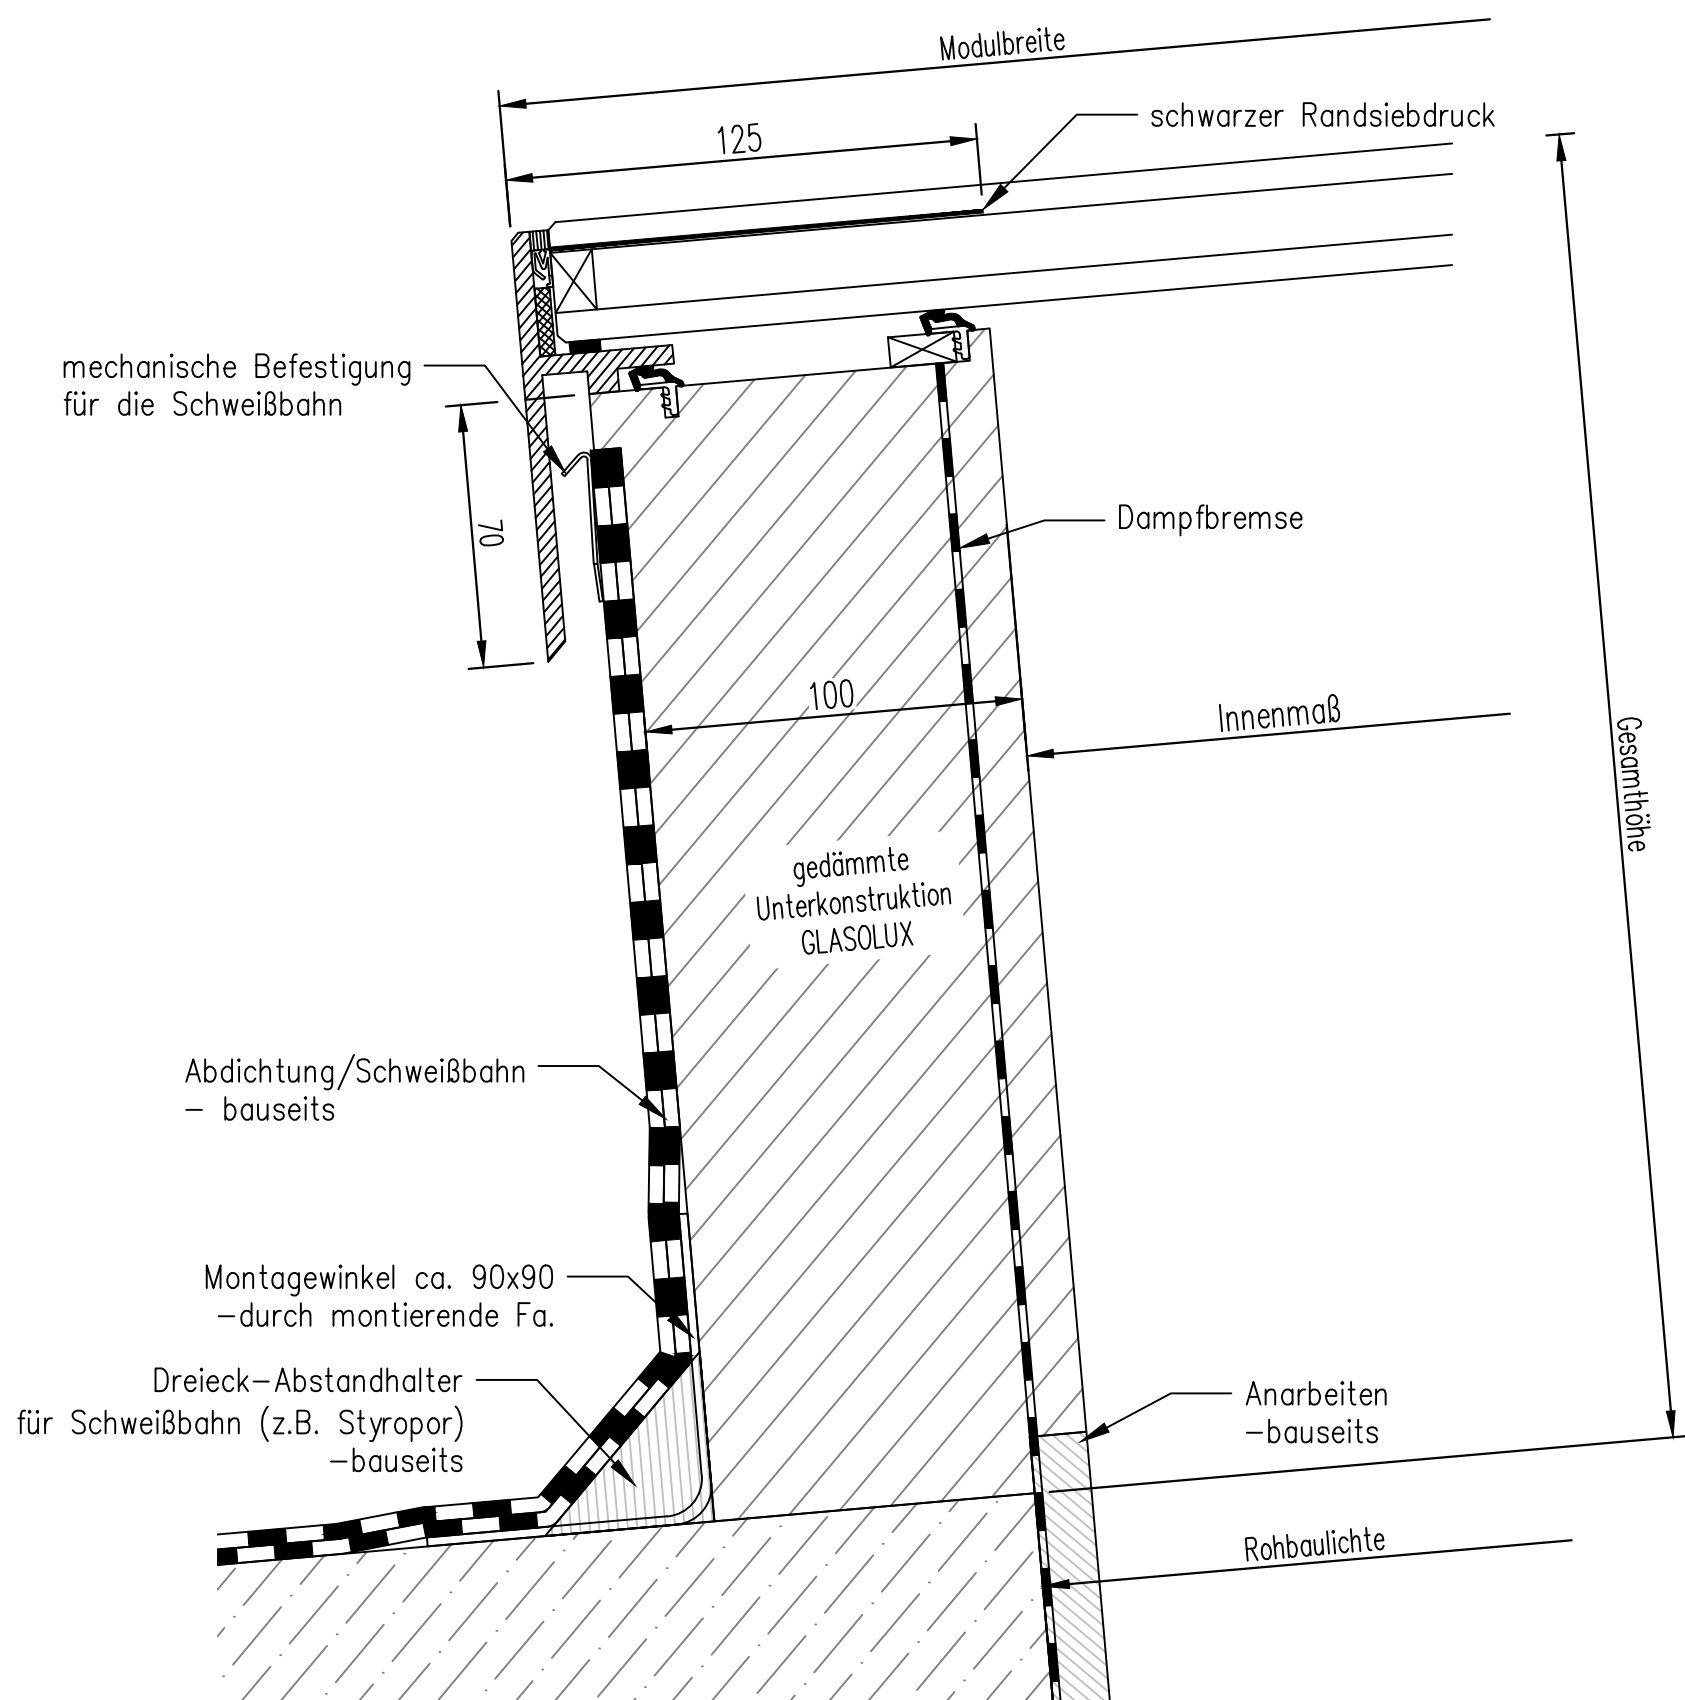 Modulbreite
125
schwarzer Randsiebdruck
mechanische Befestigung
für die Schweißbahn
70
Dampfbremse
100
Innenmaß
Gesamthöhe
gedämmte
Unterkonstruktion
GLASOLUX
Abdichtung/Schweißbahn
- bauseits
Montagewinkel ca. 90x90
-durch montierende Fa.
Dreieck-Abstandhalter
für Schweißbahn (z.B. Styropor)
-bauseits
Anarbeiten
-bauseits
Rohbaulichte